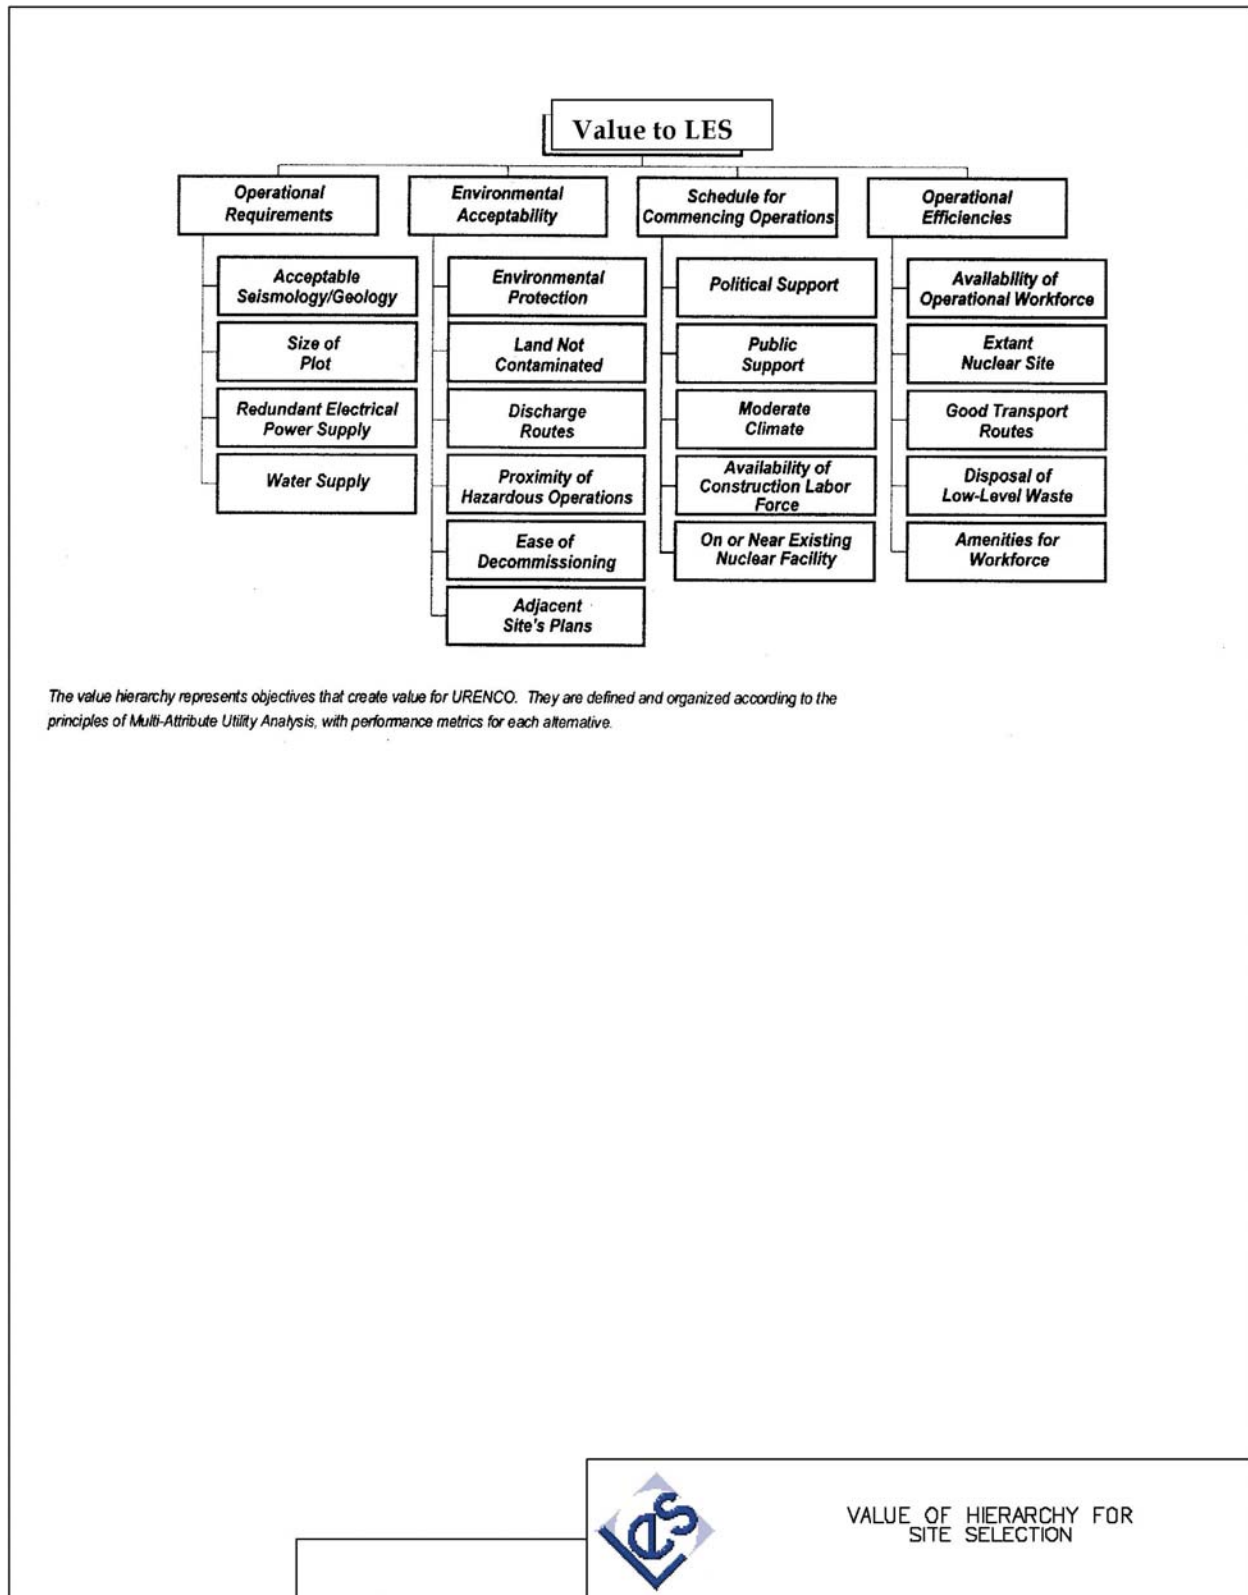 Value to LES
Operational
Requirements
Environmental
Acceptability
Schedule for
Commencing Operations
Operational
Efficiencies
Acceptable
Seismology/Geology
Size of
Plot
Redundant Electrical
Power Supply
Water Supply
Environmental
Protection
Land Not
Contaminated
Discharge
Routes
Proximity of
Hazardous Operations
Ease of
Decommissioning
Adjacent
Site's Plans
Political Support
Public
Support
Moderate
Climate
Availability of
Construction Labor
Force
On or Near Existing
Nuclear Facility
Availability of
Operational Workforce
Extant
Nuclear Site
Good Transport
Routes
Disposal of
Low-Level Waste
Amenities for
Workforce
The value hierarchy represents objectives that create value for URENCO. They are defined and organized according to the
principles of Multi-Attribute Utility Analysis, with performance metrics for each alternative.
LES
VALUE OF HIERARCHY FOR
SITE SELECTION